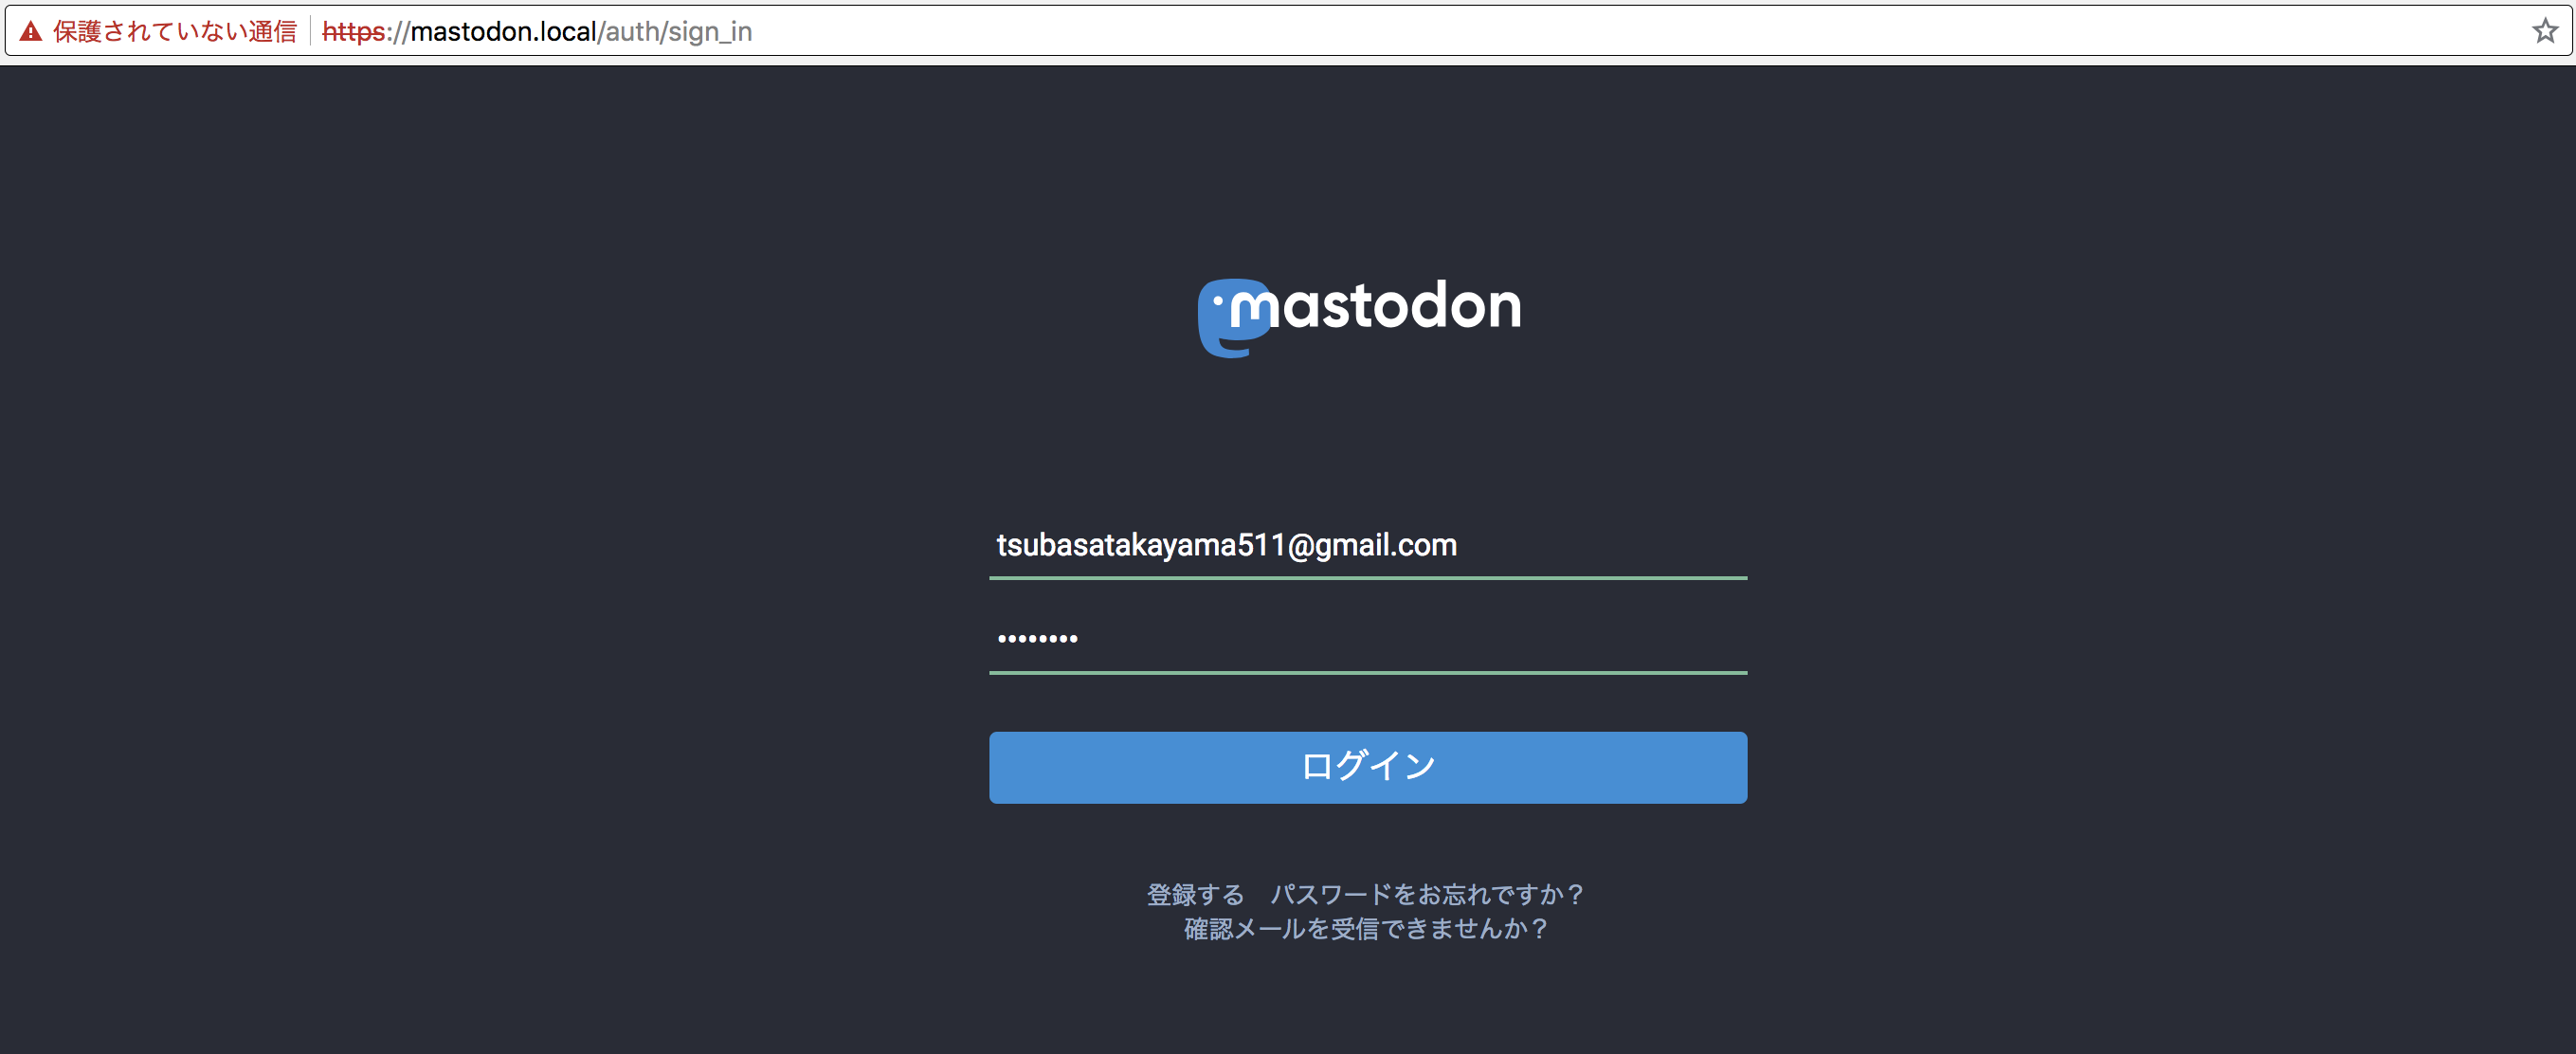 保護されていない通信 https://mastodon.local/auth/sign_in
mastodon
tsubasatakayama511@gmail.com
••••••••
ログイン
登録する パスワードをお忘れですか？
確認メールを受信できませんか？